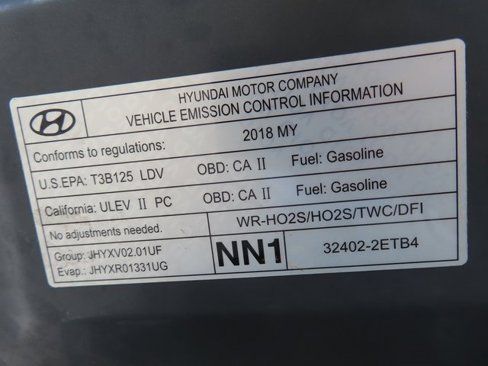 HYUNDAI MOTOR COMPANY
VEHICLE EMISSION CONTROL INFORMATION
Conforms to regulations: 2018 MY
U.S.EPA: T3B125 LDV OBD: CA II Fuel: Gasoline
California: ULEV II PC OBD: CA II Fuel: Gasoline
No adjustments needed. WR-HO2S/HO2S/TWC/DFI
Group: JHYXV02.01UF
Evap.: JHYXR01331UG
NN1 32402-2ETB4